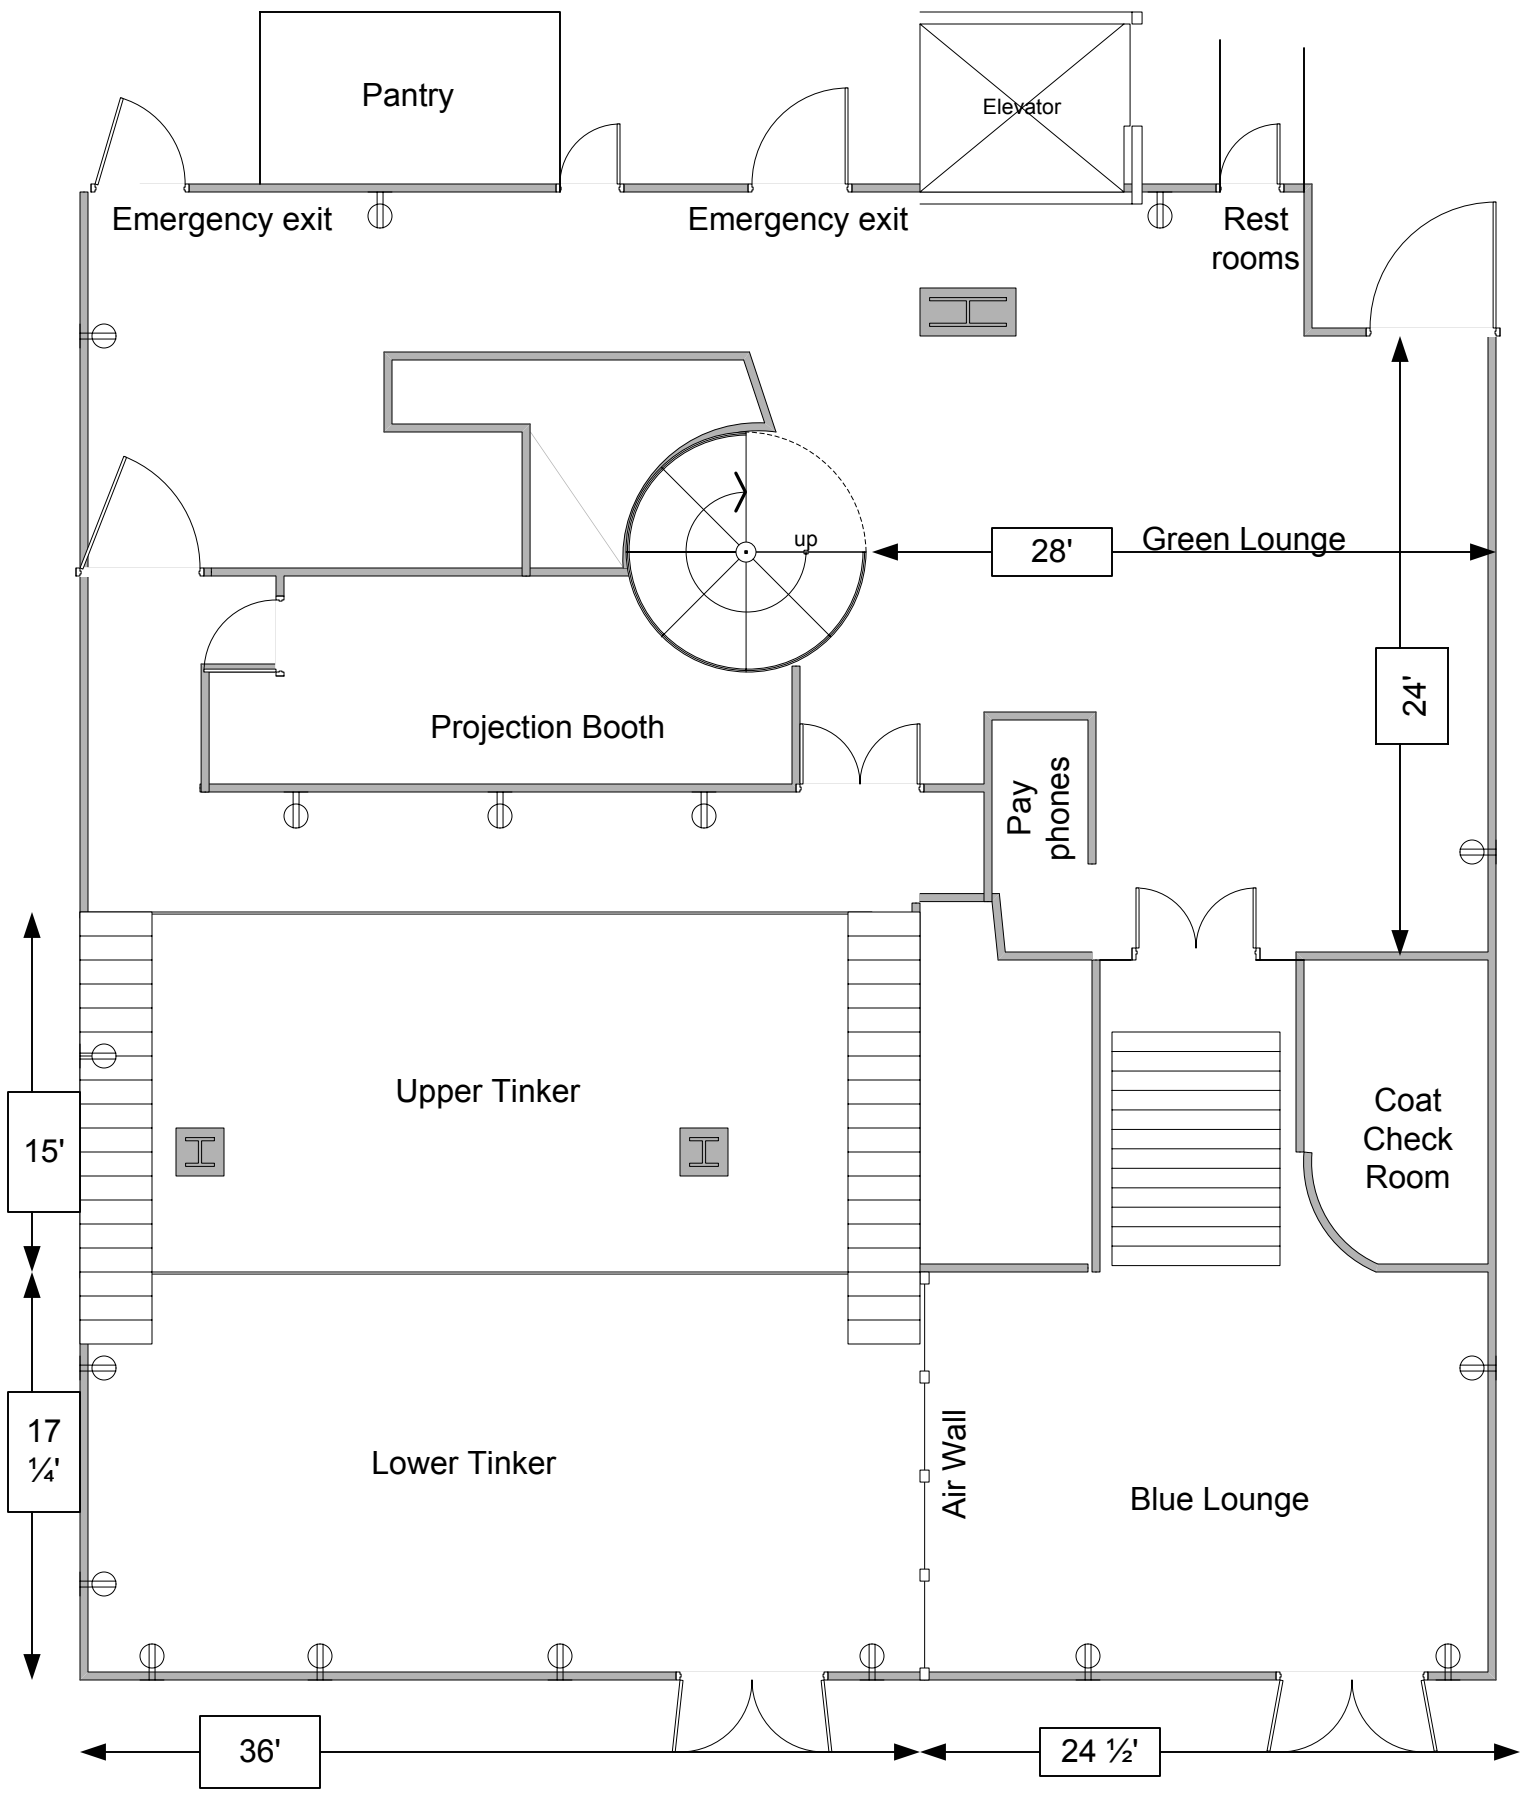 Pantry
Elevator
Emergency exit
Emergency exit
Rest
rooms
up
28'
Green Lounge
24'
Projection Booth
Pay
phones
Upper Tinker
15'
Coat
Check
Room
17
¼'
Lower Tinker
Air Wall
Blue Lounge
36'
24 ½'